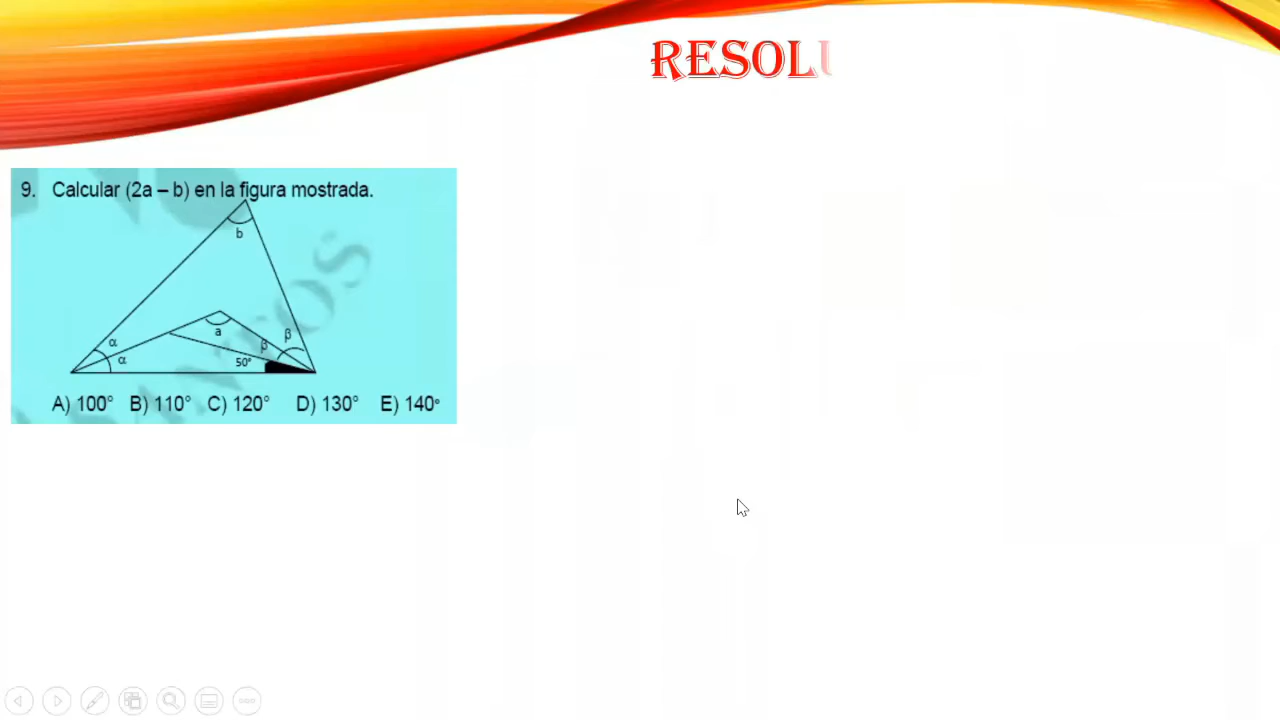 RESOLU
9. Calcular (2a – b) en la figura mostrada.
b
a
α
β
β
α
50°
A) 100° B) 110° C) 120° D) 130° E) 140°